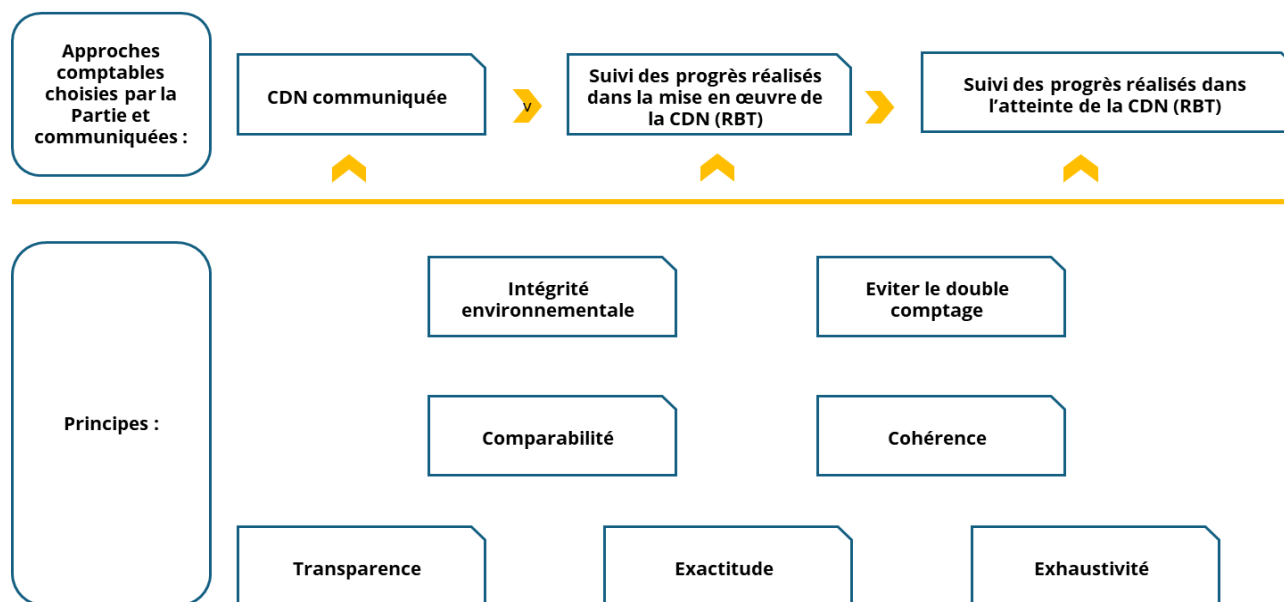 Approches
comptables
choisies par la
Partie et
communiquées :
CDN communiquée
v
Suivi des progrès réalisés
dans la mise en œuvre de
la CDN (RBT)
Suivi des progrès réalisés dans
l’atteinte de la CDN (RBT)
Principes :
Intégrité
environnementale
Eviter le double
comptage
Comparabilité
Cohérence
Transparence
Exactitude
Exhaustivité